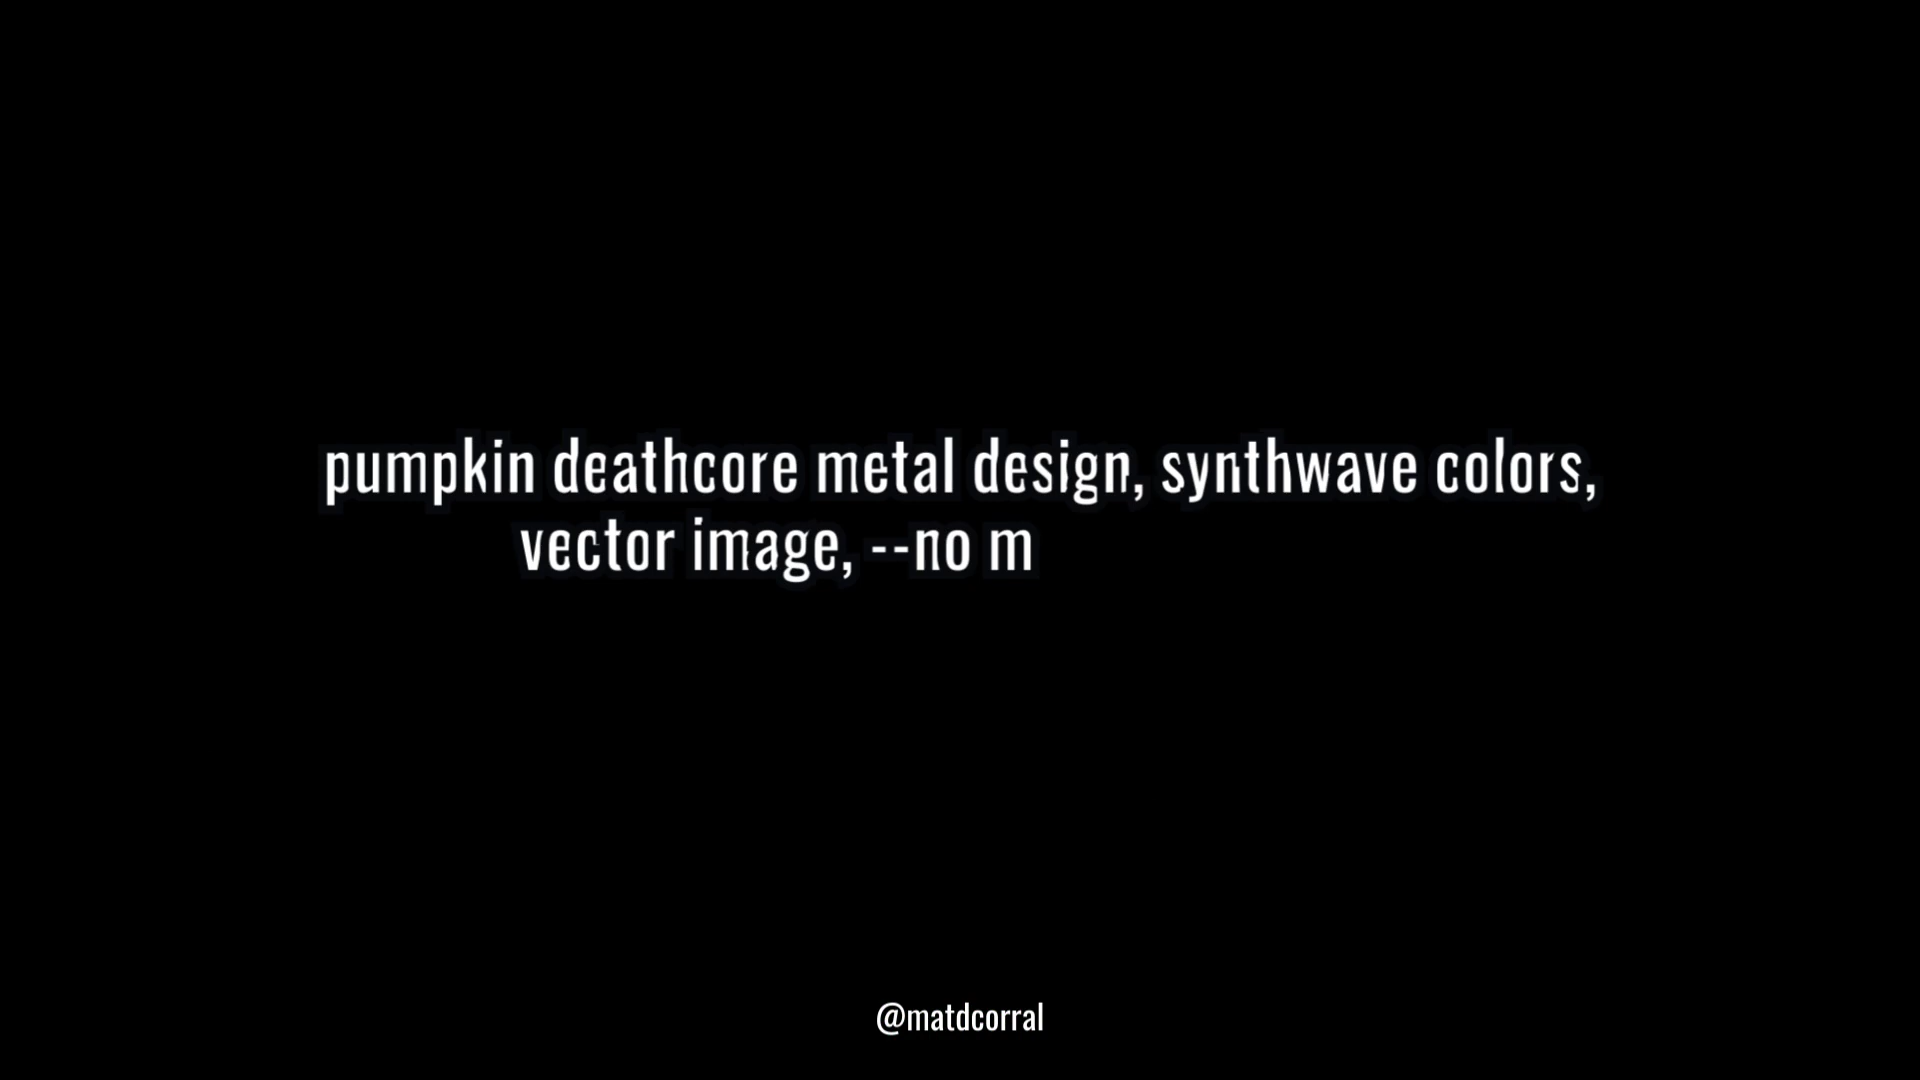 pumpkin deathcore metal design, synthwave colors,
vector image, --no m
@matdcorral